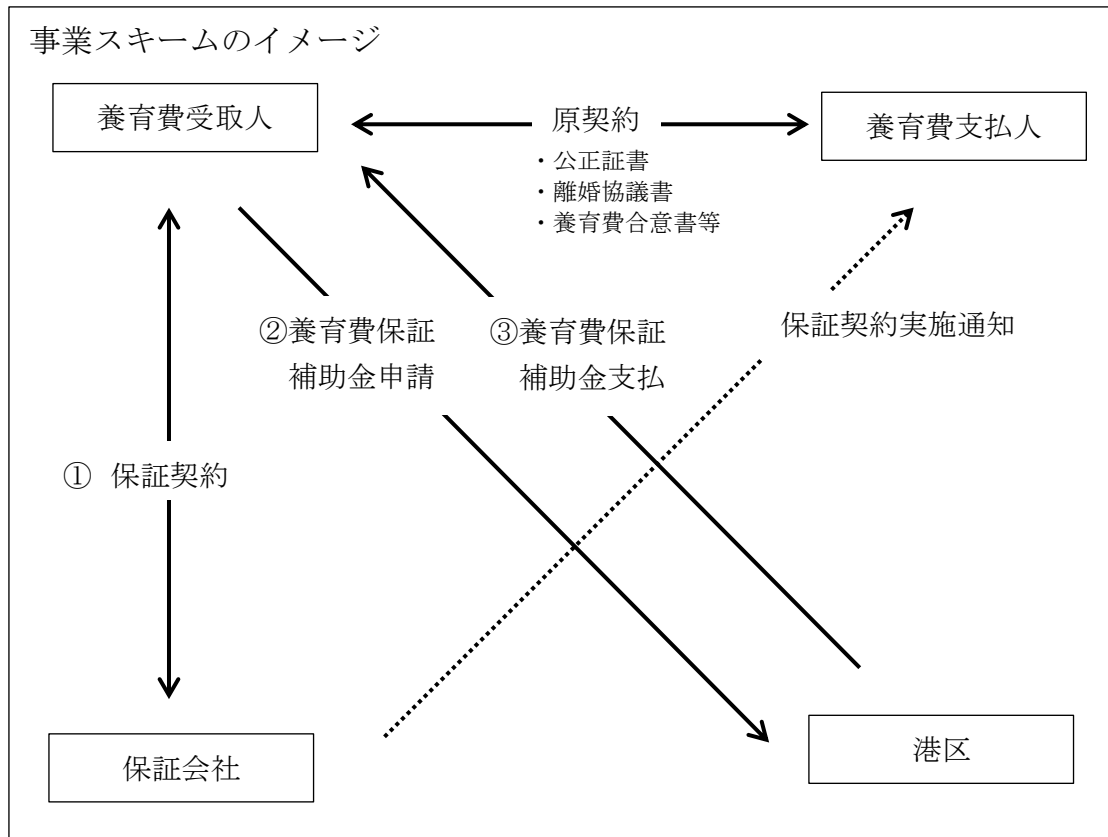 事業スキームのイメージ
養育費受取人
原契約
養育費支払人
・公正証書
・離婚協議書
・養育費合意書等
②養育費保証
補助金申請
③養育費保証
補助金支払
保証契約実施通知
① 保証契約
保証会社
港区